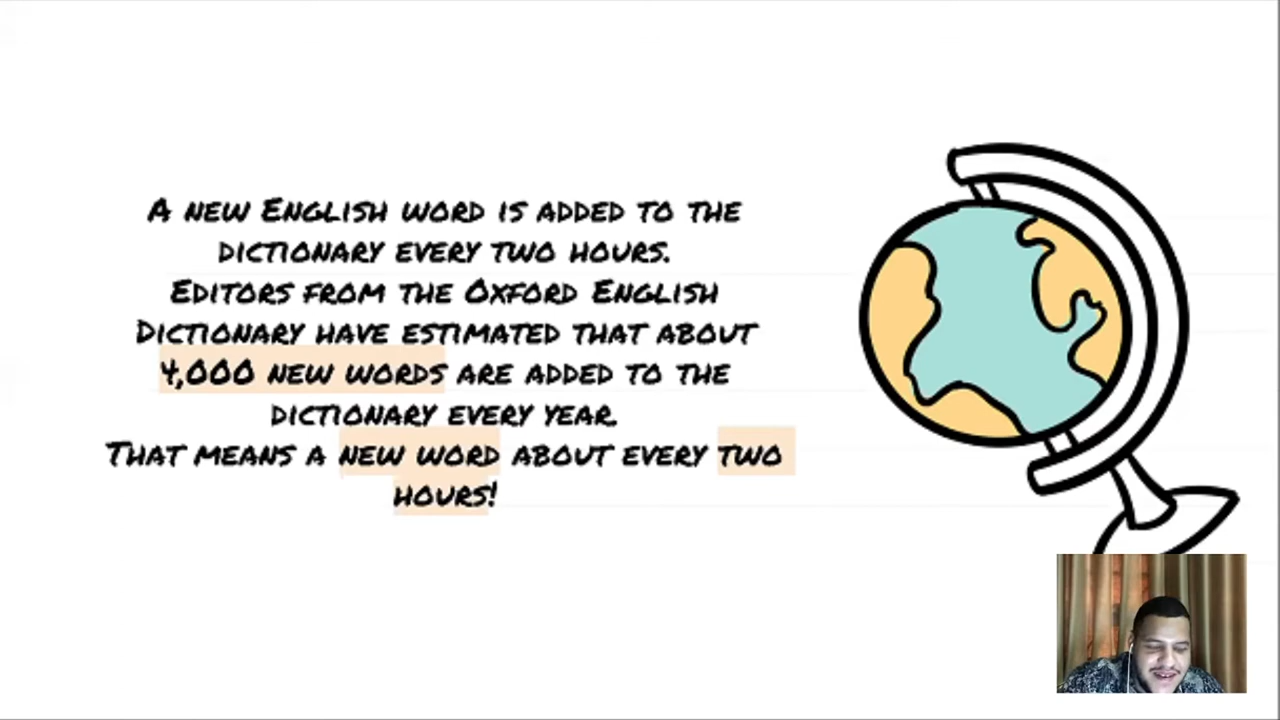 A new English word is added to the
dictionary every two hours.
Editors from the Oxford English
Dictionary have estimated that about
4,000 new words are added to the
dictionary every year.
That means a new word about every two
hours!